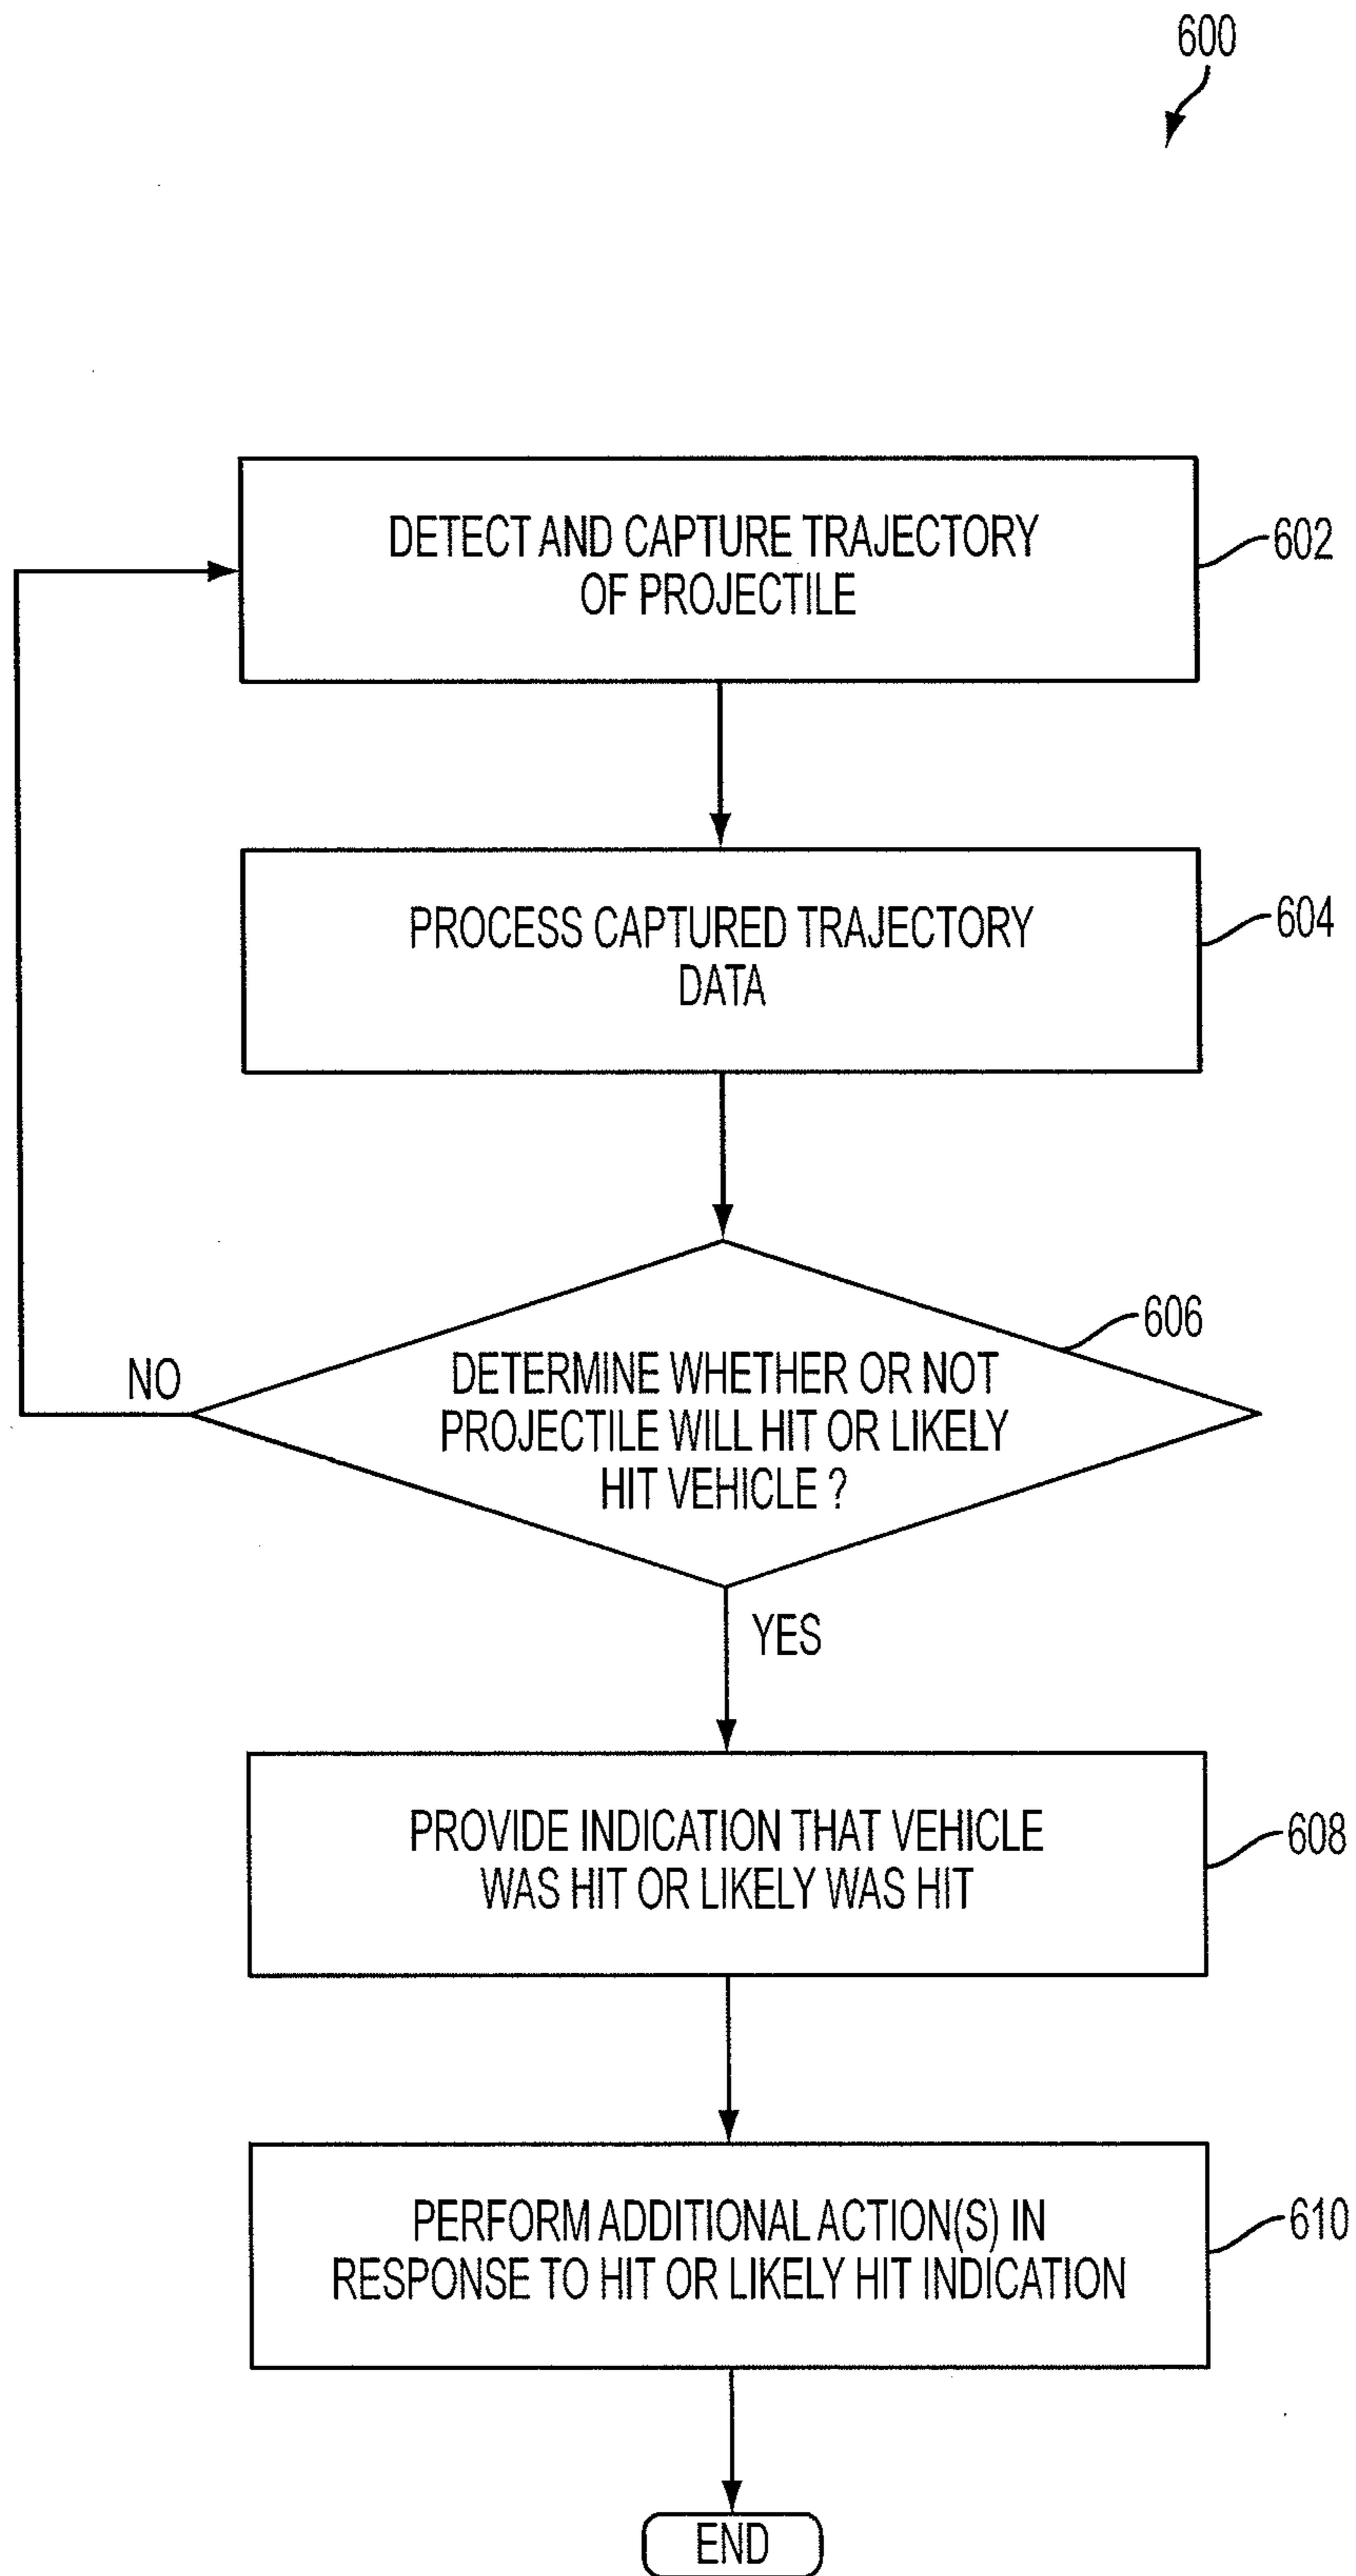 600
DETECT AND CAPTURE TRAJECTORY
OF PROJECTILE
602
PROCESS CAPTURED TRAJECTORY
DATA
604
606
DETERMINE WHETHER OR NOT
PROJECTILE WILL HIT OR LIKELY
HIT VEHICLE ?
NO
YES
PROVIDE INDICATION THAT VEHICLE
WAS HIT OR LIKELY WAS HIT
608
PERFORM ADDITIONAL ACTION(S) IN
RESPONSE TO HIT OR LIKELY HIT INDICATION
610
END